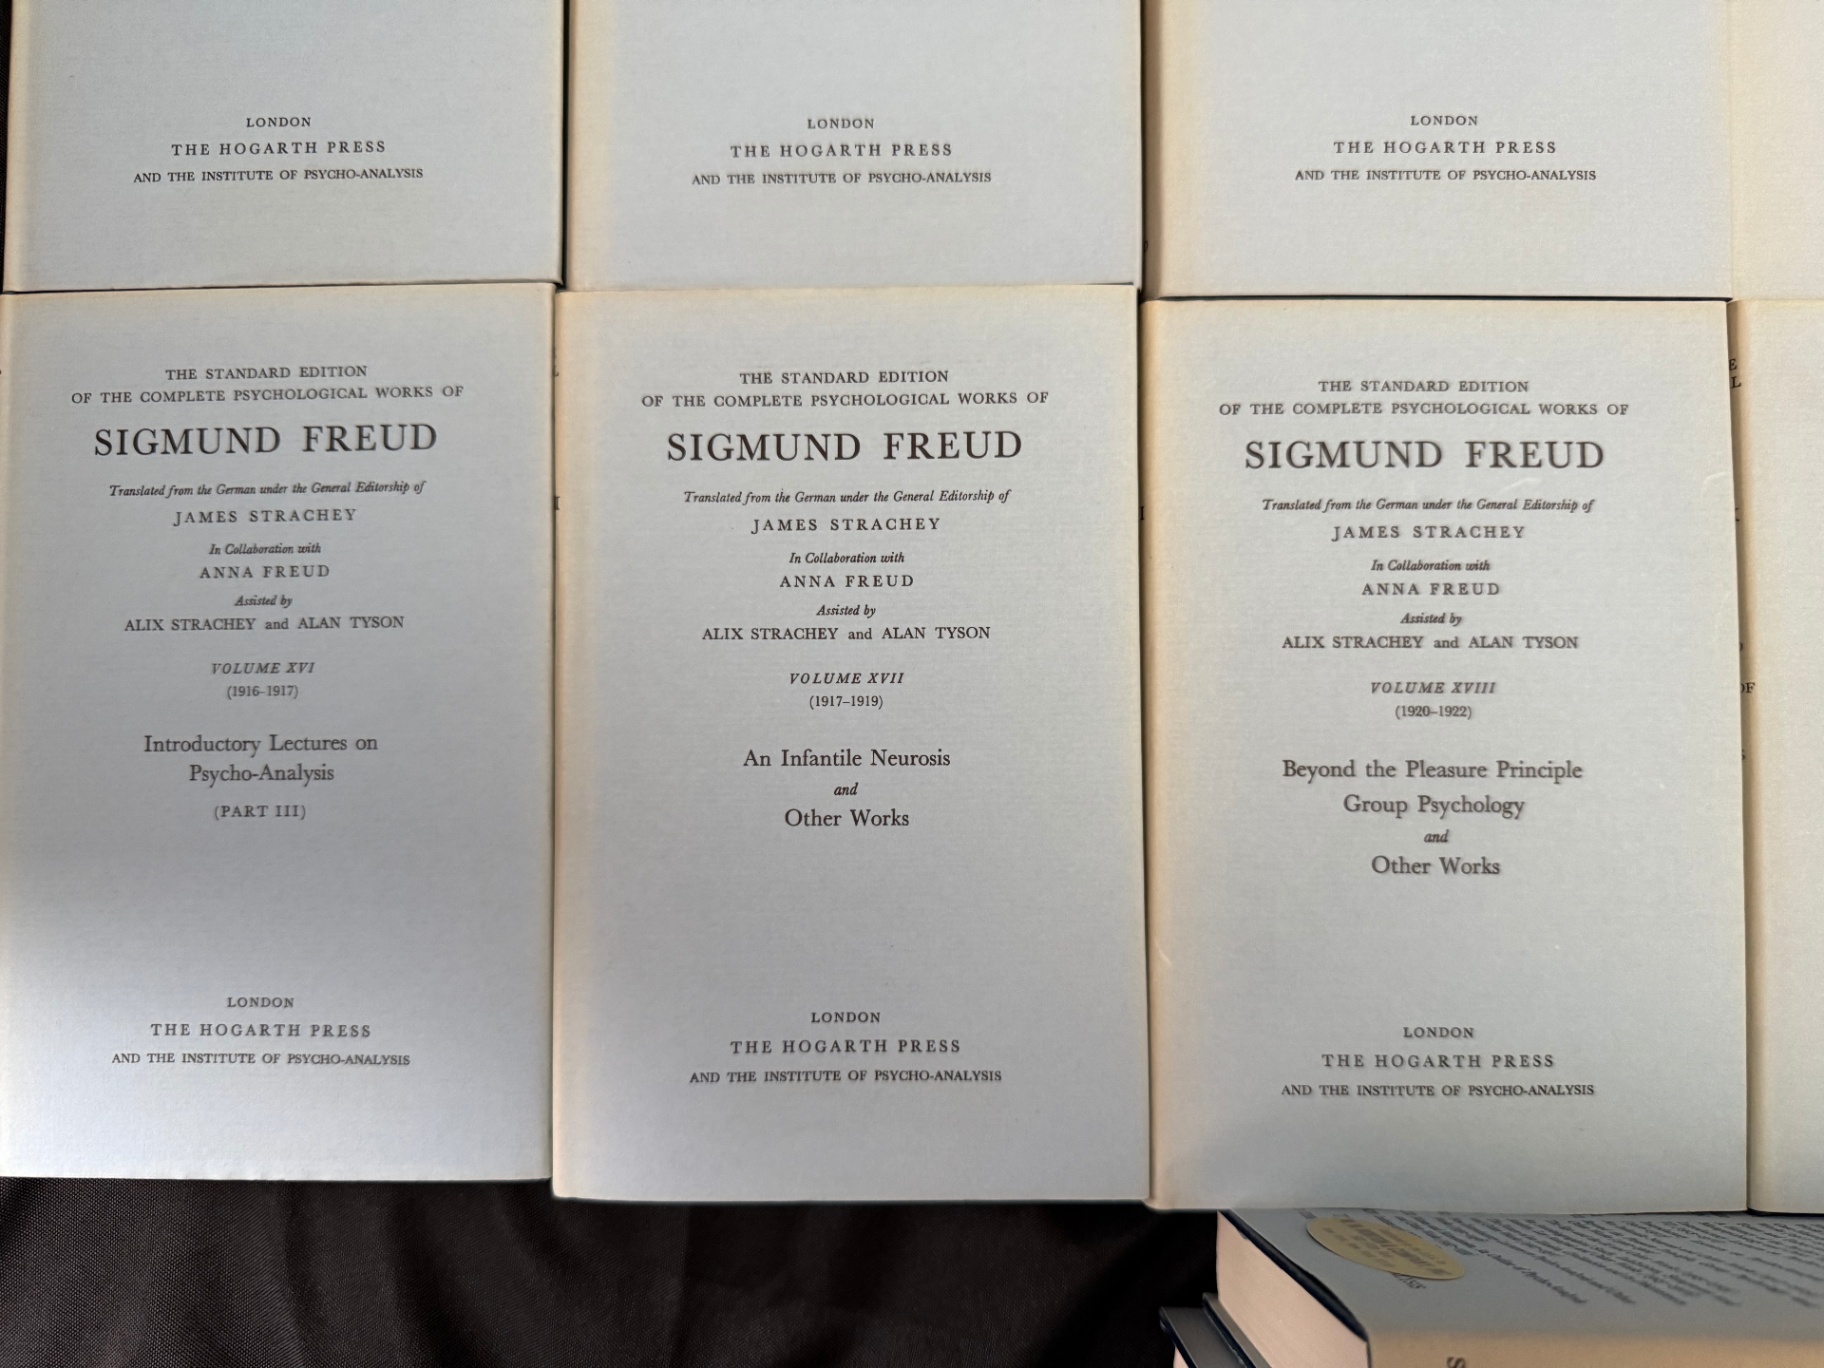 LONDON
THE HOGARTH PRESS
AND THE INSTITUTE OF PSYCHO-ANALYSIS
LONDON
THE HOGARTH PRESS
AND THE INSTITUTE OF PSYCHO-ANALYSIS
LONDON
THE HOGARTH PRESS
AND THE INSTITUTE OF PSYCHO-ANALYSIS
THE STANDARD EDITION
OF THE COMPLETE PSYCHOLOGICAL WORKS OF
SIGMUND FREUD
Translated from the German under the General Editorship of
JAMES STRACHEY
In Collaboration with
ANNA FREUD
Assisted by
ALIX STRACHEY and ALAN TYSON
VOLUME XVI
(1916–1917)
Introductory Lectures on
Psycho-Analysis
(PART III)
LONDON
THE HOGARTH PRESS
AND THE INSTITUTE OF PSYCHO-ANALYSIS
THE STANDARD EDITION
OF THE COMPLETE PSYCHOLOGICAL WORKS OF
SIGMUND FREUD
Translated from the German under the General Editorship of
JAMES STRACHEY
In Collaboration with
ANNA FREUD
Assisted by
ALIX STRACHEY and ALAN TYSON
VOLUME XVII
(1917–1919)
An Infantile Neurosis
and
Other Works
LONDON
THE HOGARTH PRESS
AND THE INSTITUTE OF PSYCHO-ANALYSIS
THE STANDARD EDITION
OF THE COMPLETE PSYCHOLOGICAL WORKS OF
SIGMUND FREUD
Translated from the German under the General Editorship of
JAMES STRACHEY
In Collaboration with
ANNA FREUD
Assisted by
ALIX STRACHEY and ALAN TYSON
VOLUME XVIII
(1920–1922)
Beyond the Pleasure Principle
Group Psychology
and
Other Works
LONDON
THE HOGARTH PRESS
AND THE INSTITUTE OF PSYCHO-ANALYSIS